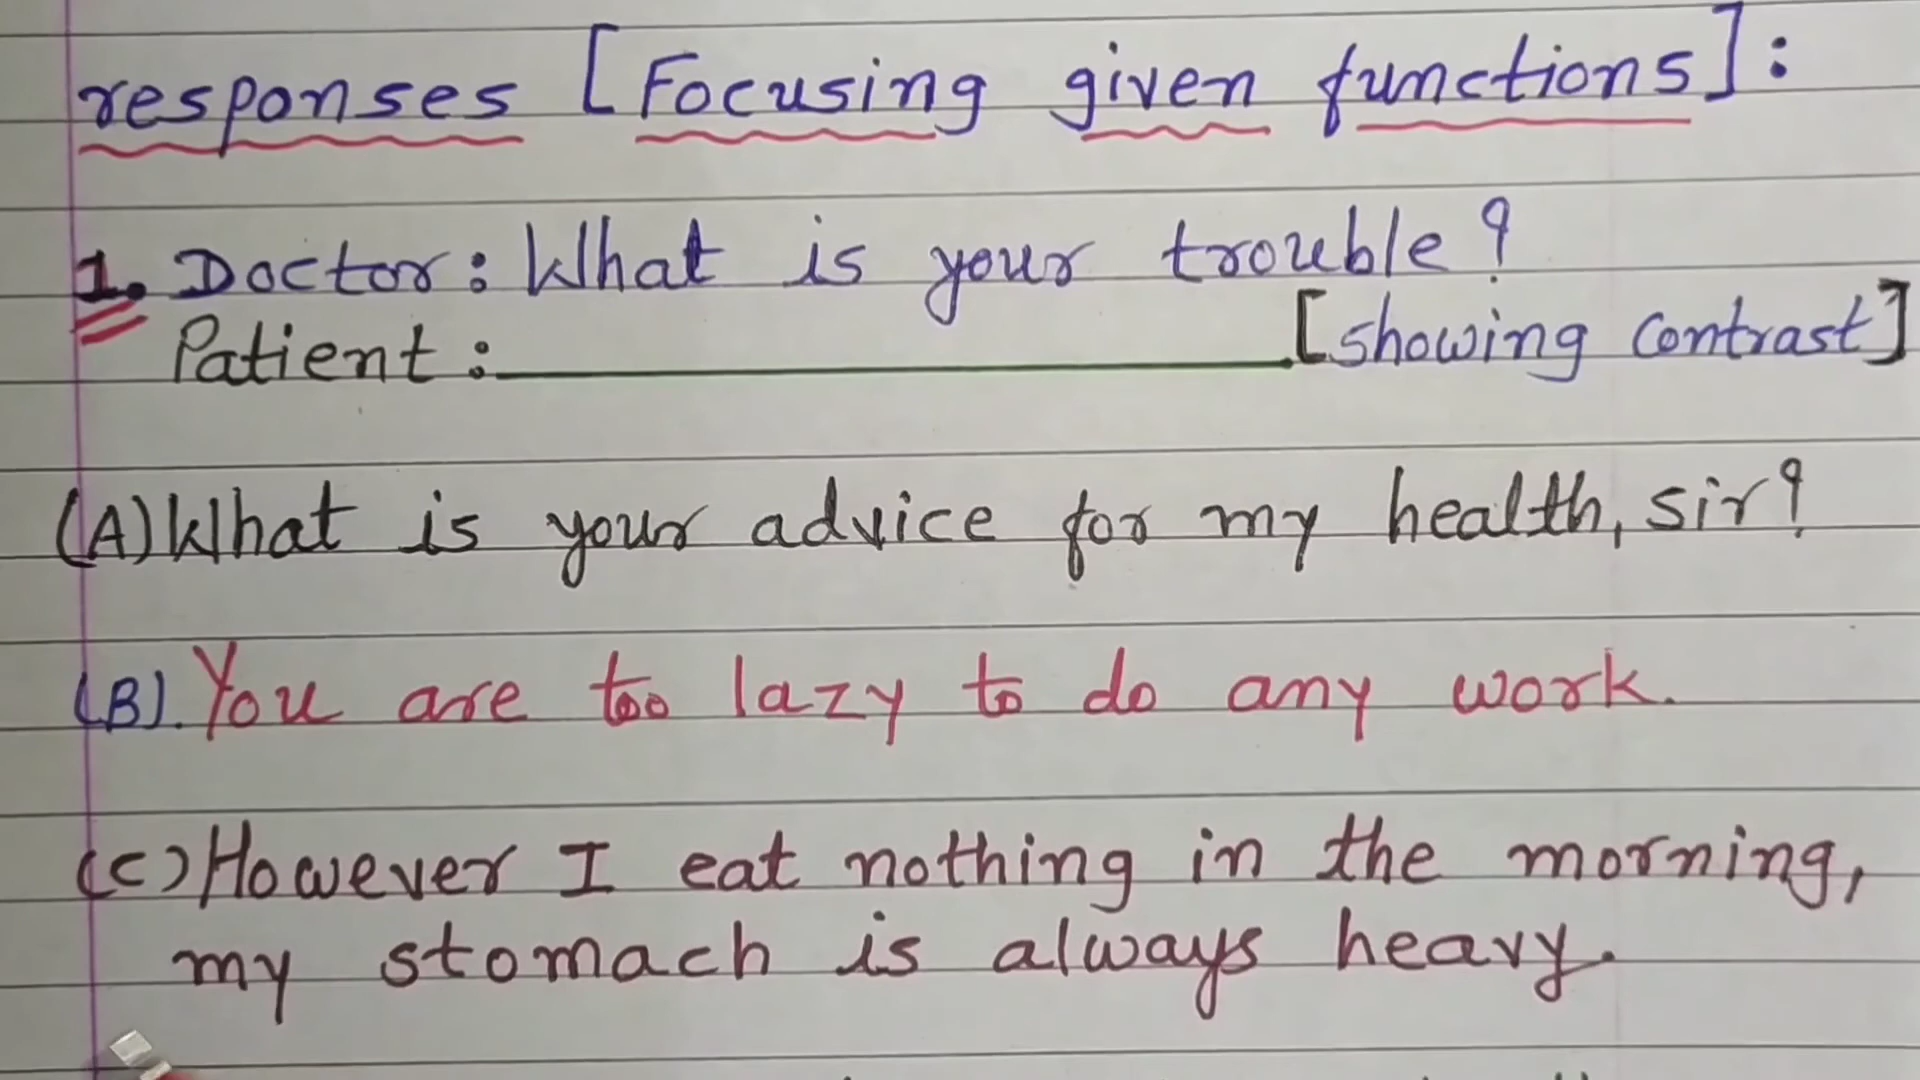 responses [Focusing given functions]:
1. Doctor: What is your trouble?
Patient: ____________. [showing contrast]
(A) What is your advice for my health, sir?
(B). You are too lazy to do any work.
(C) However I eat nothing in the morning,
my stomach is always heavy.